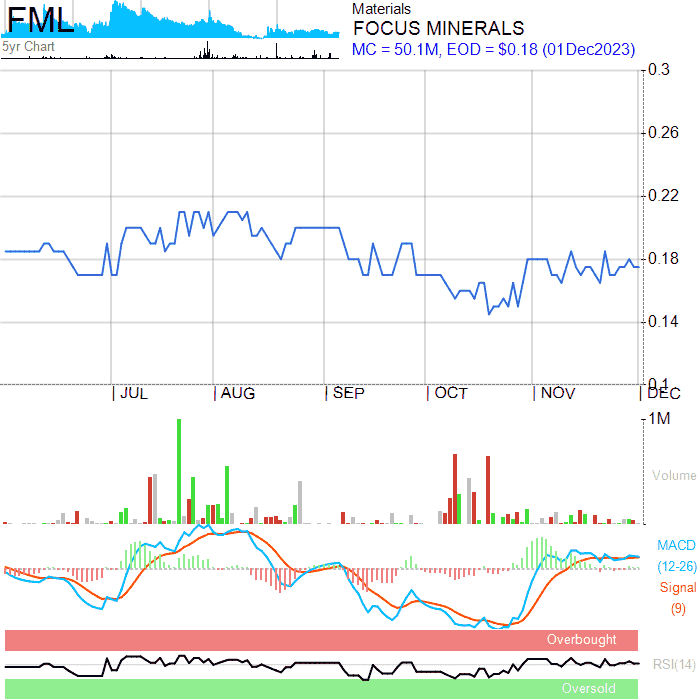 FML
5yr Chart
Materials
FOCUS MINERALS
MC = 50.1M, EOD = $0.18 (01Dec2023)
0.3
0.26
0.22
0.18
0.14
0.1
JUL AUG SEP OCT NOV DEC
1M
Volume
MACD
(12-26)
Signal
(9)
Overbought
RSI(14)
Oversold